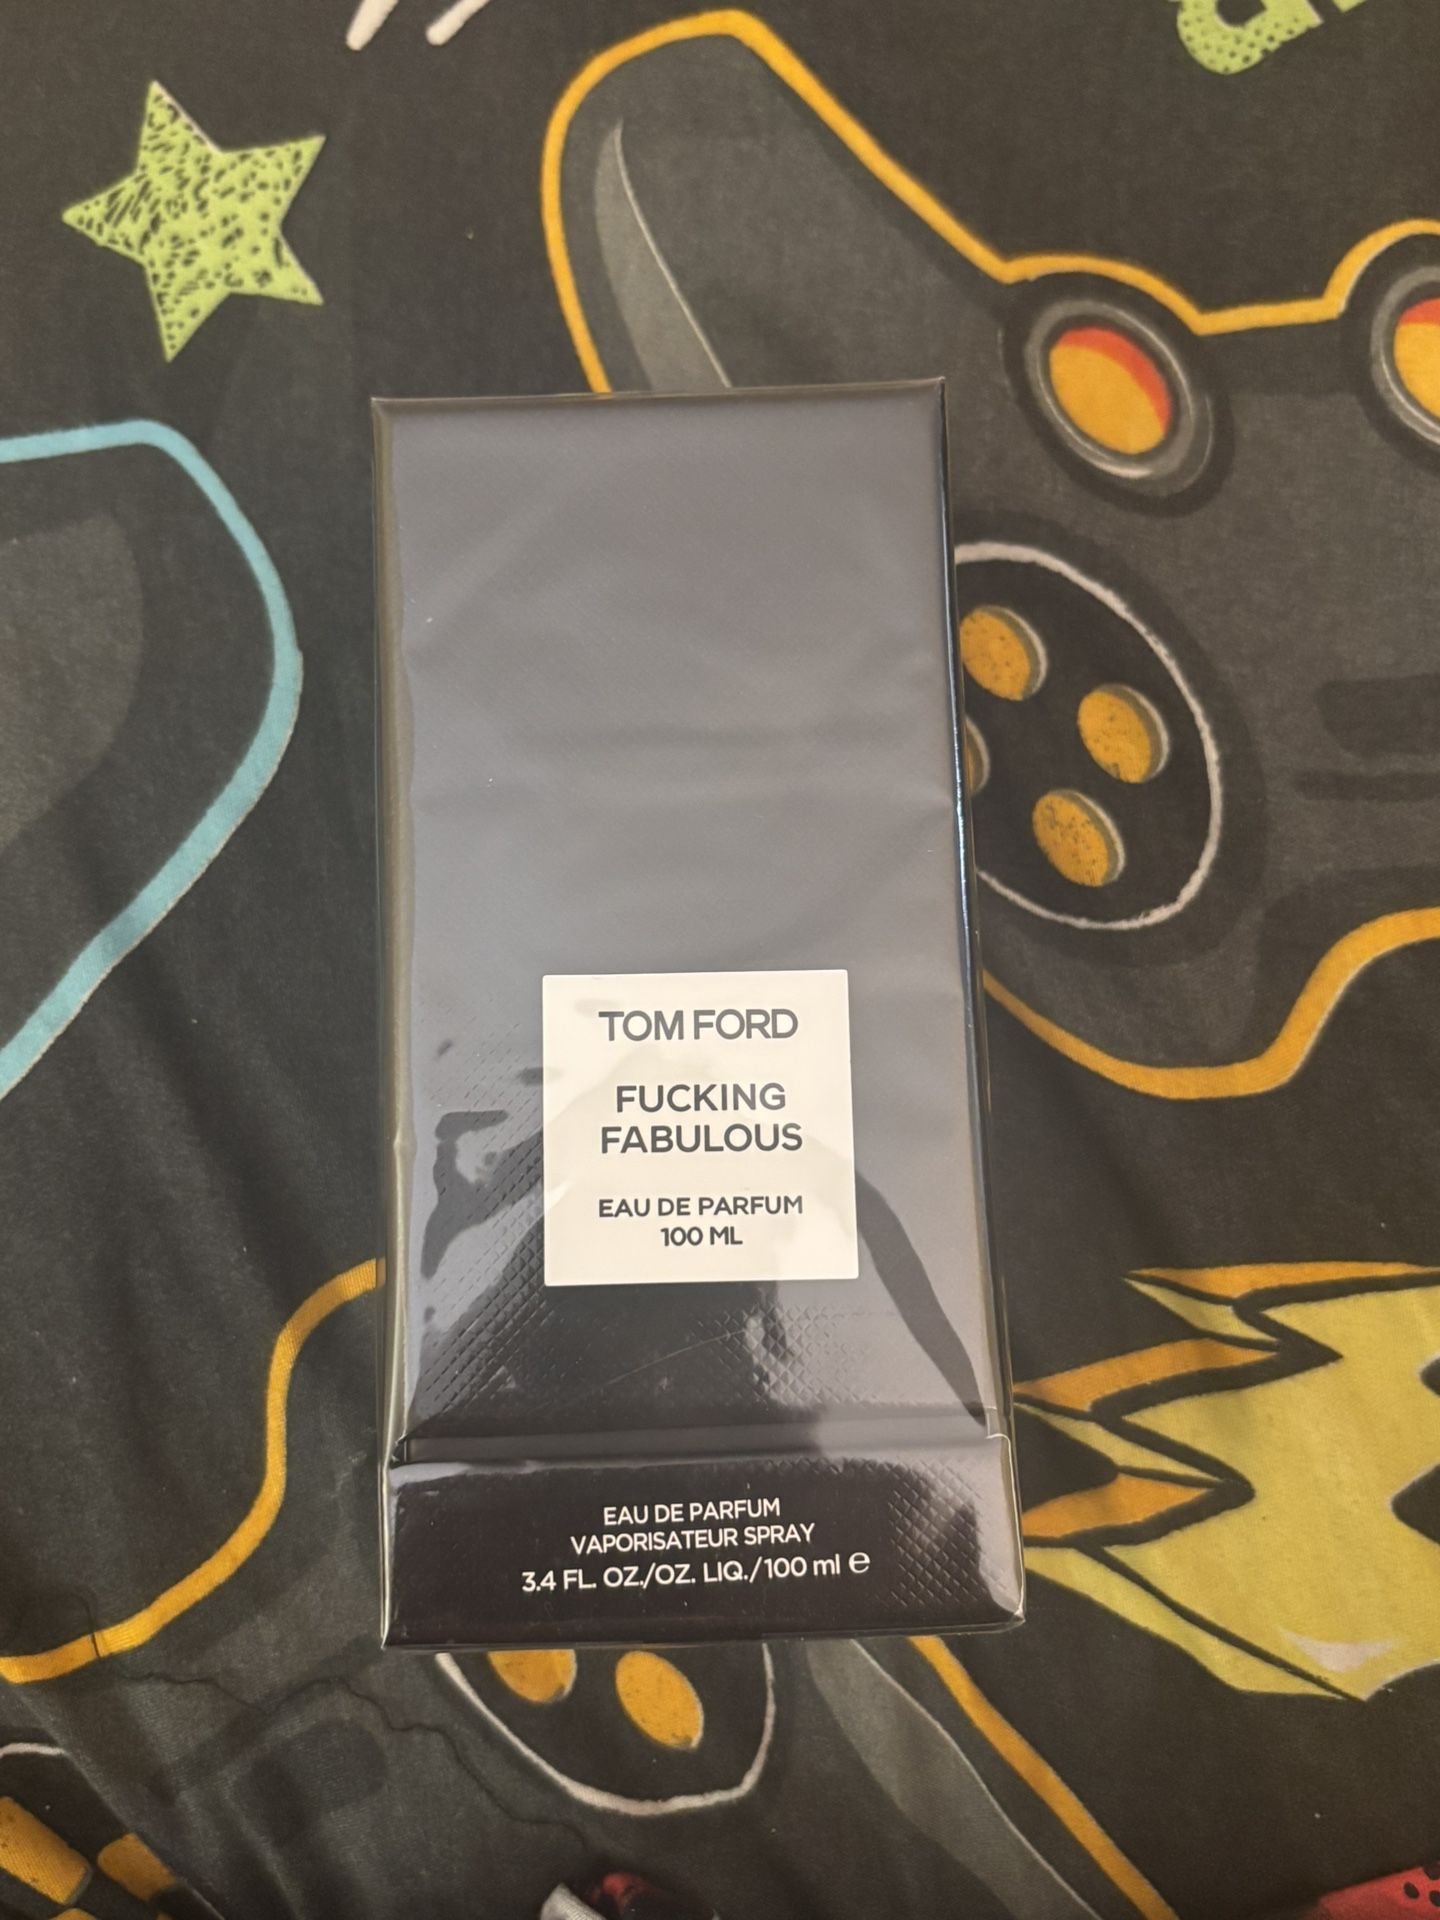 TOM FORD
FUCKING
FABULOUS
EAU DE PARFUM
100 ML
EAU DE PARFUM
VAPORISATEUR SPRAY
3.4 FL. OZ./OZ. LIQ./100 ml ℮